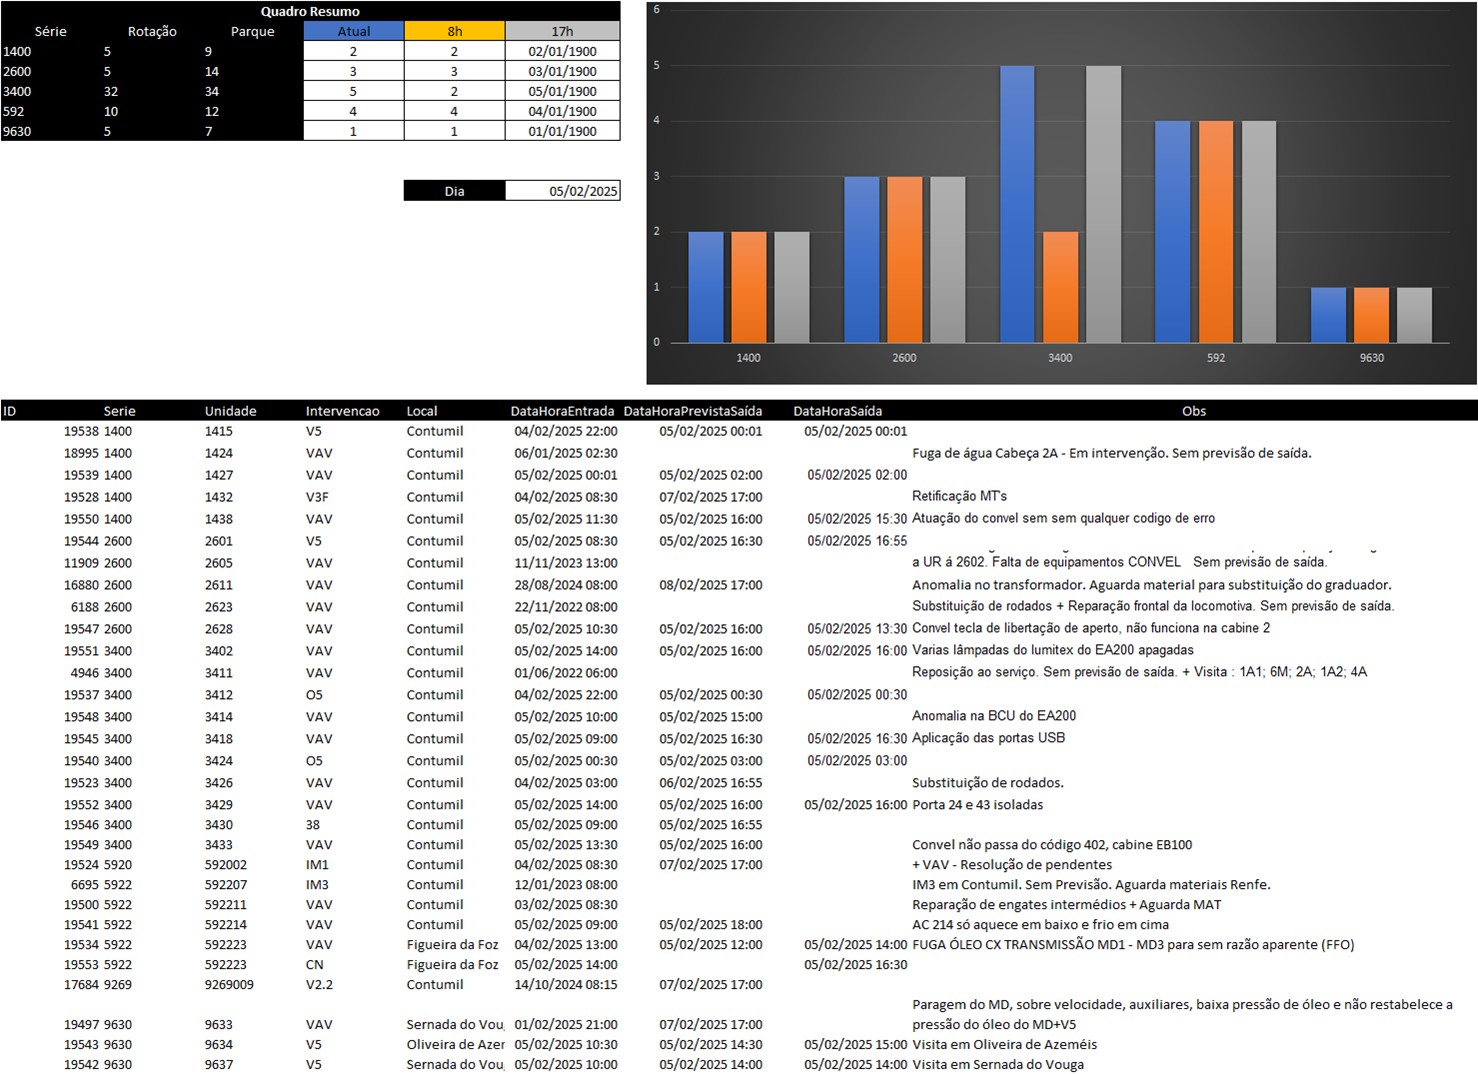 Quadro Resumo
Série Rotação Parque Atual 8h 17h
1400 5 9 2 2 02/01/1900
2600 5 14 3 3 03/01/1900
3400 32 34 5 2 05/01/1900
592 10 12 4 4 04/01/1900
9630 5 7 1 1 01/01/1900
Dia 05/02/2025
6
5
4
3
2
1
0
1400 2600 3400 592 9630
ID Serie Unidade Intervencao Local DataHoraEntrada DataHoraPrevistaSaída DataHoraSaída Obs
19538 1400 1415 V5 Contumil 04/02/2025 22:00 05/02/2025 00:01 05/02/2025 00:01
18995 1400 1424 VAV Contumil 06/01/2025 02:30 Fuga de água Cabeça 2A - Em intervenção. Sem previsão de saída.
19539 1400 1427 VAV Contumil 05/02/2025 00:01 05/02/2025 02:00 05/02/2025 02:00
19528 1400 1432 V3F Contumil 04/02/2025 08:30 07/02/2025 17:00 Retificação MT's
19550 1400 1438 VAV Contumil 05/02/2025 11:30 05/02/2025 16:00 05/02/2025 15:30 Atuação do convel sem sem qualquer codigo de erro
19544 2600 2601 V5 Contumil 05/02/2025 08:30 05/02/2025 16:30 05/02/2025 16:55
11909 2600 2605 VAV Contumil 11/11/2023 13:00 a UR á 2602. Falta de equipamentos CONVEL Sem previsão de saída.
16880 2600 2611 VAV Contumil 28/08/2024 08:00 08/02/2025 17:00 Anomalia no transformador. Aguarda material para substituição do graduador.
6188 2600 2623 VAV Contumil 22/11/2022 08:00 Substituição de rodados + Reparação frontal da locomotiva. Sem previsão de saída.
19547 2600 2628 VAV Contumil 05/02/2025 10:30 05/02/2025 16:00 05/02/2025 13:30 Convel tecla de libertação de aperto, não funciona na cabine 2
19551 3400 3402 VAV Contumil 05/02/2025 14:00 05/02/2025 16:00 05/02/2025 16:00 Varias lâmpadas do lumitex do EA200 apagadas
4946 3400 3411 VAV Contumil 01/06/2022 06:00 Reposição ao serviço. Sem previsão de saída. + Visita : 1A1; 6M; 2A; 1A2; 4A
19537 3400 3412 O5 Contumil 04/02/2025 22:00 05/02/2025 00:30 05/02/2025 00:30
19548 3400 3414 VAV Contumil 05/02/2025 10:00 05/02/2025 15:00 Anomalia na BCU do EA200
19545 3400 3418 VAV Contumil 05/02/2025 09:00 05/02/2025 16:30 05/02/2025 16:30 Aplicação das portas USB
19540 3400 3424 O5 Contumil 05/02/2025 00:30 05/02/2025 03:00 05/02/2025 03:00
19523 3400 3426 VAV Contumil 04/02/2025 03:00 06/02/2025 16:55 Substituição de rodados.
19552 3400 3429 VAV Contumil 05/02/2025 14:00 05/02/2025 16:00 05/02/2025 16:00 Porta 24 e 43 isoladas
19546 3400 3430 38 Contumil 05/02/2025 09:00 05/02/2025 16:55
19549 3400 3433 VAV Contumil 05/02/2025 13:30 05/02/2025 16:00 Convel não passa do código 402, cabine EB100
19524 5920 592002 IM1 Contumil 04/02/2025 08:30 07/02/2025 17:00 + VAV - Resolução de pendentes
6695 5922 592207 IM3 Contumil 12/01/2023 08:00 IM3 em Contumil. Sem Previsão. Aguarda materiais Renfe.
19500 5922 592211 VAV Contumil 03/02/2025 08:30 Reparação de engates intermédios + Aguarda MAT
19541 5922 592214 VAV Contumil 05/02/2025 09:00 05/02/2025 18:00 AC 214 só aquece em baixo e frio em cima
19534 5922 592223 VAV Figueira da Foz 04/02/2025 13:00 05/02/2025 12:00 05/02/2025 14:00 FUGA ÓLEO CX TRANSMISSÃO MD1 - MD3 para sem razão aparente (FFO)
19553 5922 592223 CN Figueira da Foz 05/02/2025 14:00 05/02/2025 16:30
17684 9269 9269009 V2.2 Contumil 14/10/2024 08:15 07/02/2025 17:00
Paragem do MD, sobre velocidade, auxiliares, baixa pressão de óleo e não restabelece a
19497 9630 9633 VAV Sernada do Vou 01/02/2025 21:00 07/02/2025 17:00 pressão do óleo do MD+V5
19543 9630 9634 V5 Oliveira de Azer 05/02/2025 10:30 05/02/2025 14:30 05/02/2025 15:00 Visita em Oliveira de Azeméis
19542 9630 9637 V5 Sernada do Vou 05/02/2025 10:00 05/02/2025 14:00 05/02/2025 14:00 Visita em Sernada do Vouga